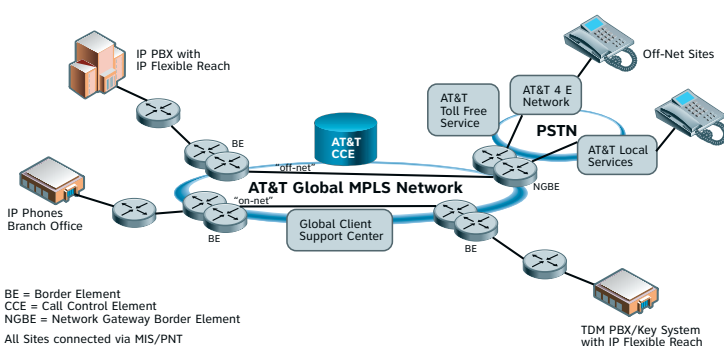 IP PBX with
IP Flexible Reach
Off-Net Sites
AT&T
Toll Free
Service
AT&T 4 E
Network
PSTN
AT&T Local
Services
BE
AT&T
CCE
"off-net"
AT&T Global MPLS Network
NGBE
"on-net"
IP Phones
Branch Office
BE
Global Client
Support Center
BE
BE = Border Element
CCE = Call Control Element
NGBE = Network Gateway Border Element
All Sites connected via MIS/PNT
TDM PBX/Key System
with IP Flexible Reach